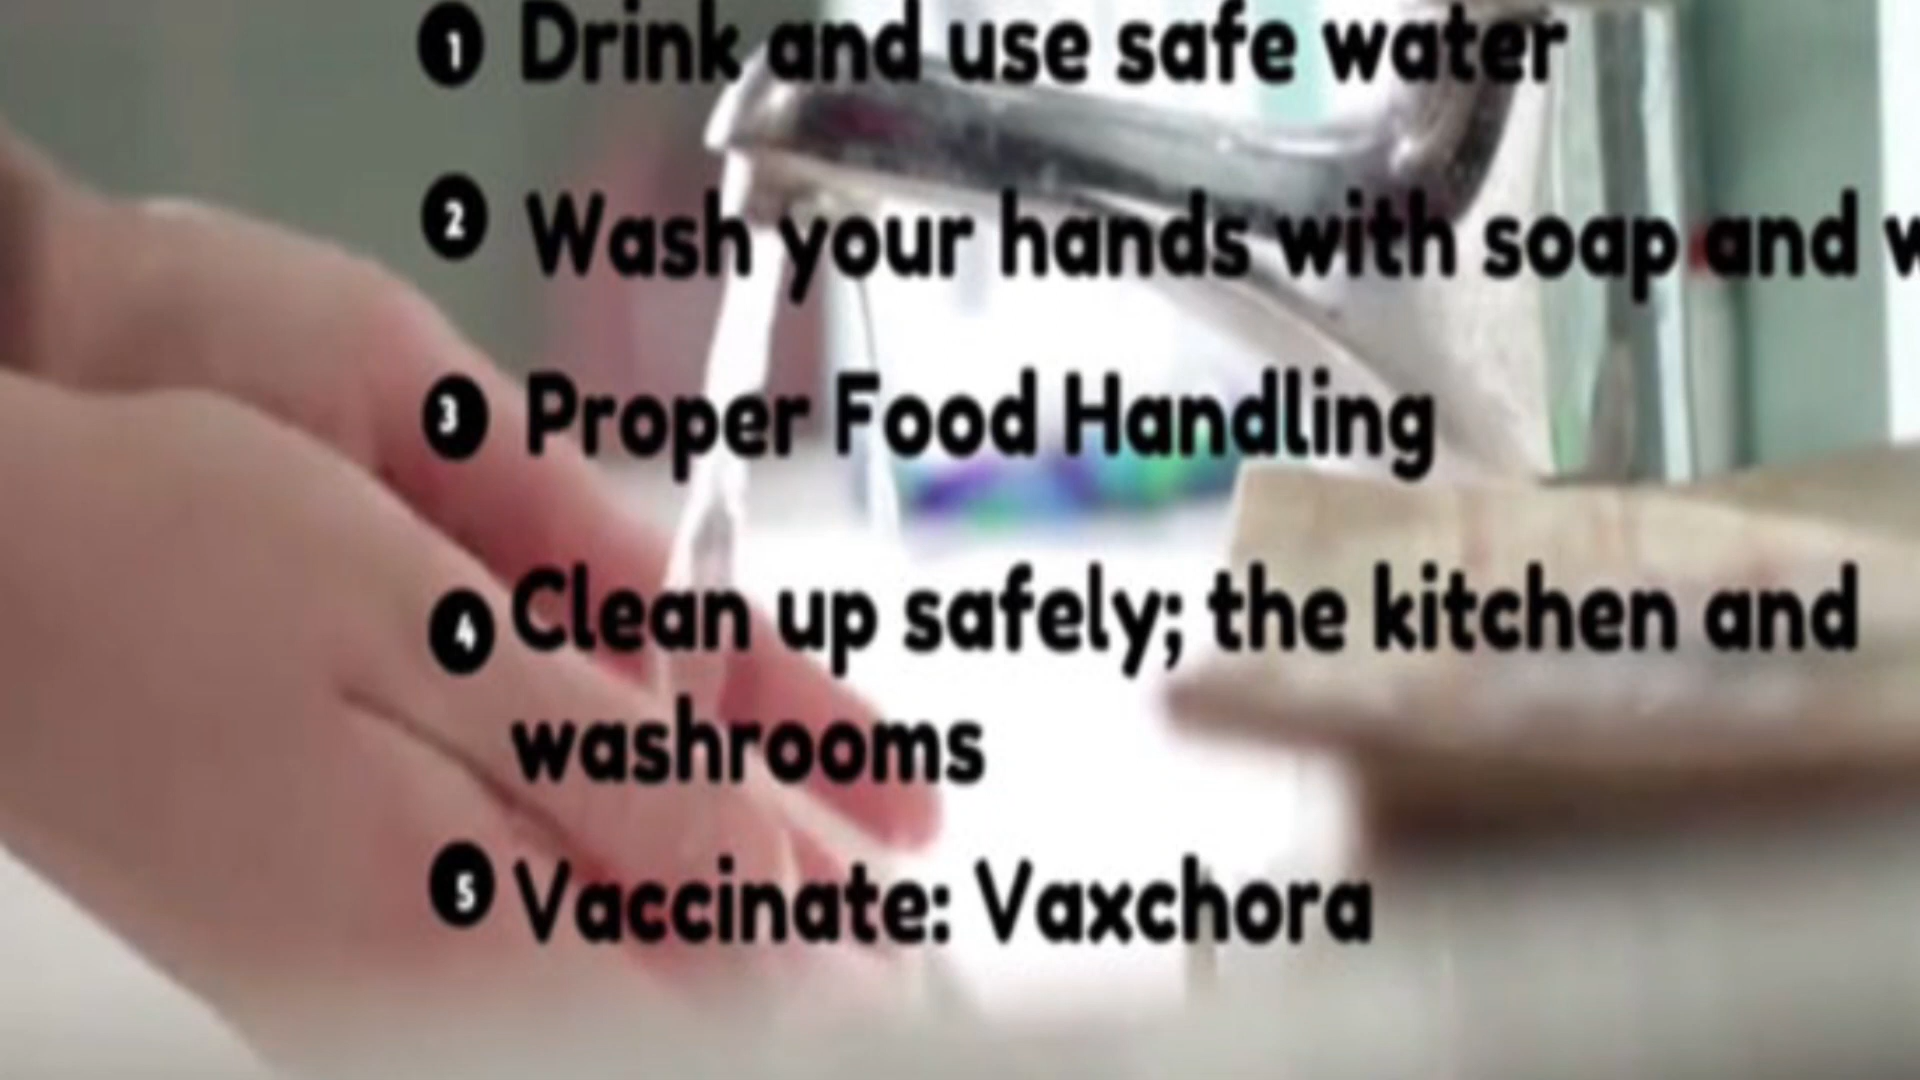 1 Drink and use safe water
2 Wash your hands with soap and
3 Proper Food Handling
4 Clean up safely; the kitchen and
washrooms
5 Vaccinate: Vaxchora